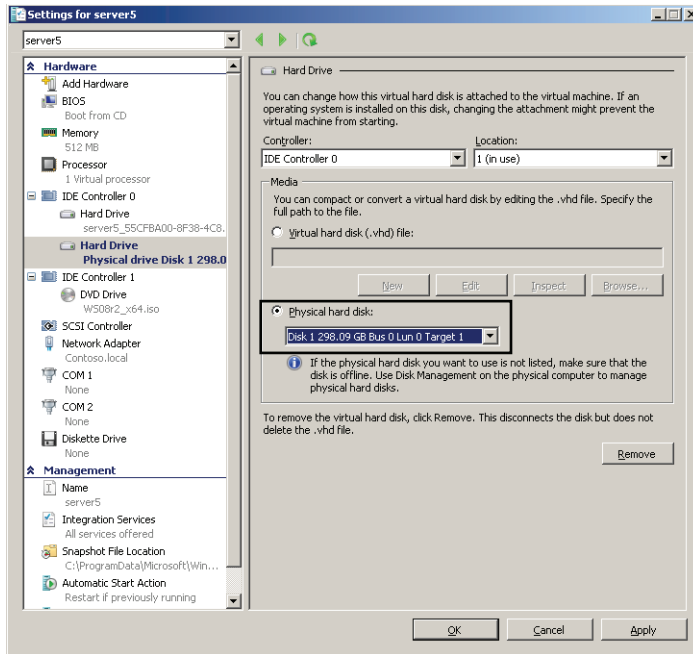 Settings for server5
server5
Hardware
Add Hardware
BIOS
Boot from CD
Memory
512 MB
Processor
1 Virtual processor
IDE Controller 0
Hard Drive
server5_55CFBA00-8F38-4C8.
Hard Drive
Physical drive Disk 1 298.0
IDE Controller 1
DVD Drive
WS08r2_x64.iso
SCSI Controller
Network Adapter
Contoso.local
COM 1
None
COM 2
None
Diskette Drive
None
Management
Name
server5
Integration Services
All services offered
Snapshot File Location
C:\ProgramData\Microsoft\Win...
Automatic Start Action
Restart if previously running
Hard Drive
You can change how this virtual hard disk is attached to the virtual machine. If an
operating system is installed on this disk, changing the attachment might prevent the
virtual machine from starting.
Controller:
Location:
IDE Controller 0
1 (in use)
Media
You can compact or convert a virtual hard disk by editing the .vhd file. Specify the
full path to the file.
Virtual hard disk (.vhd) file:
New
Edit
Inspect
Browse...
Physical hard disk:
Disk 1 298.09 GB Bus 0 Lun 0 Target 1
If the physical hard disk you want to use is not listed, make sure that the
disk is offline. Use Disk Management on the physical computer to manage
physical hard disks.
To remove the virtual hard disk, click Remove. This disconnects the disk but does not
delete the .vhd file.
Remove
OK
Cancel
Apply